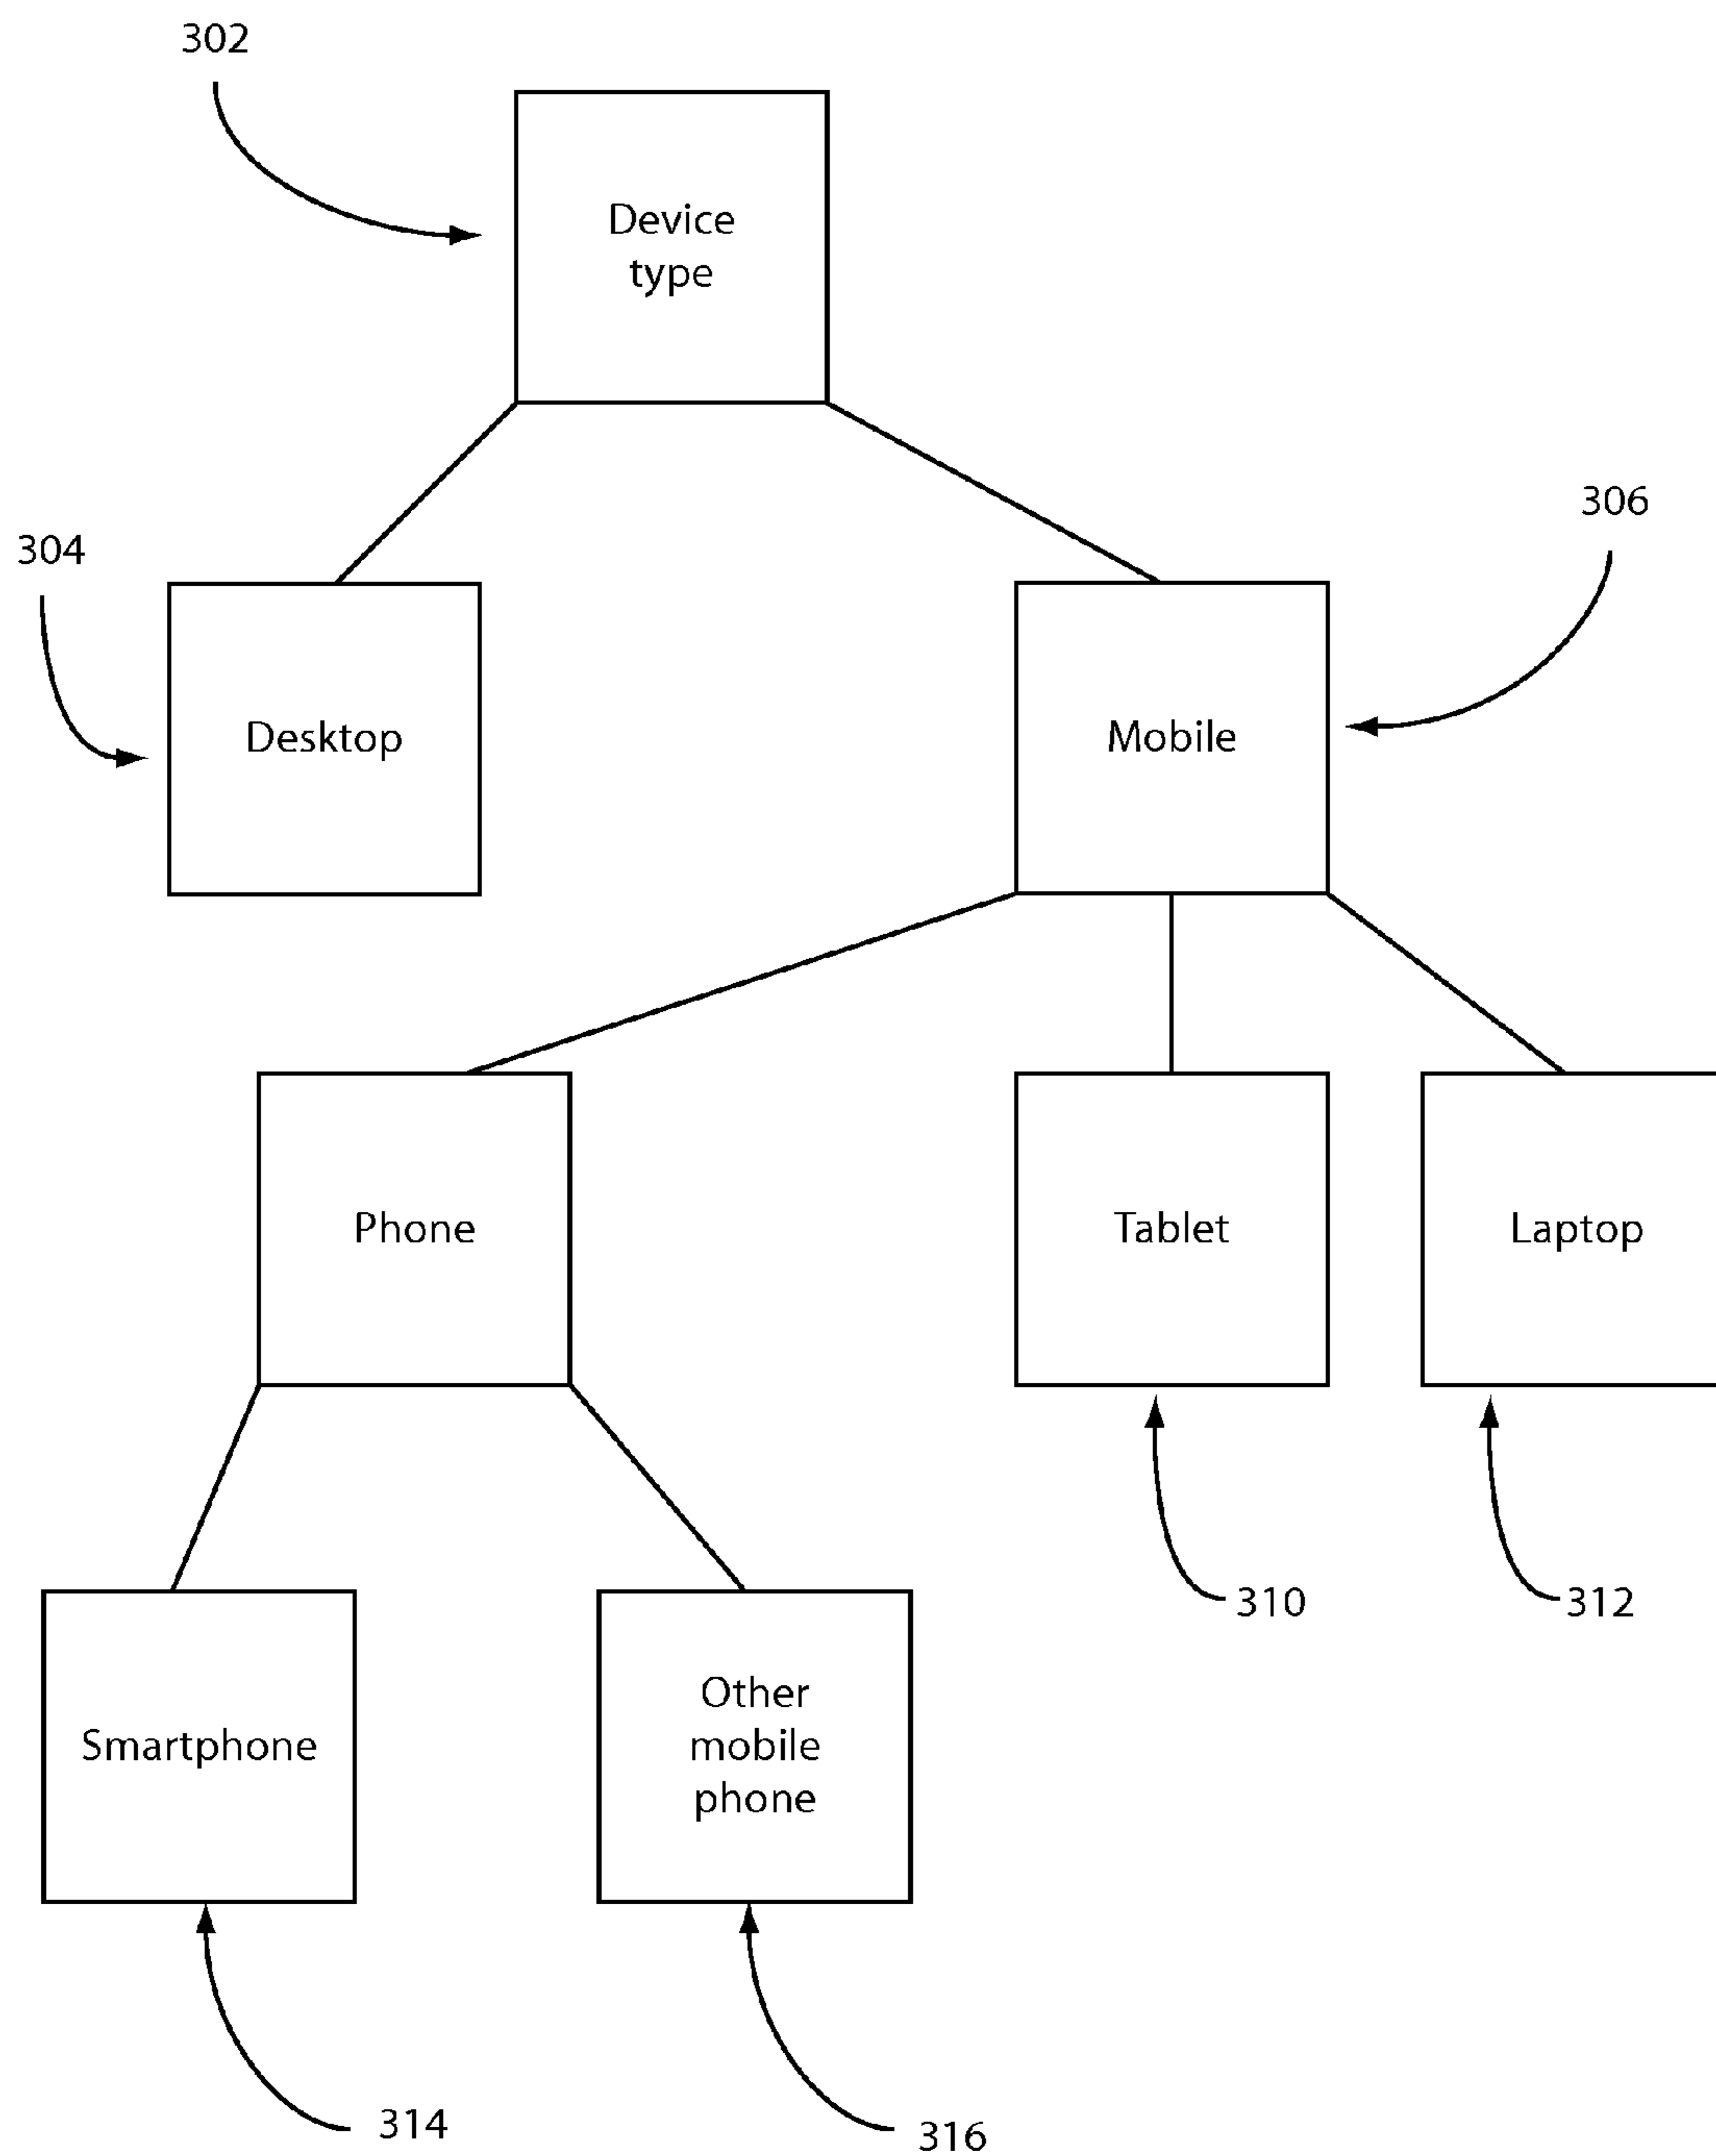 302
Device
type
306
304
Desktop
Mobile
Phone
Tablet
Laptop
310
312
Smartphone
Other
mobile
phone
314
316